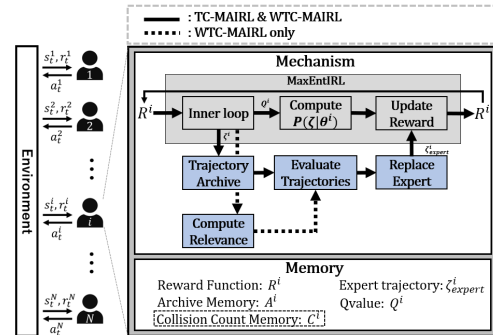 : TC-MAIRL & WTC-MAIRL
: WTC-MAIRL only
Environment
s_t^1, r_t^1
a_t^1
1
s_t^2, r_t^2
a_t^2
2
s_t^i, r_t^i
a_t^i
i
s_t^N, r_t^N
a_t^N
N
Mechanism
MaxEntIRL
R^i
Inner loop
Q^i
Compute
P(ζ|θ^i)
Update
Reward
R^i
ζ^i
ζ_expert^i
Trajectory
Archive
Evaluate
Trajectories
Replace
Expert
Compute
Relevance
Memory
Reward Function: R^i
Expert trajectory: ζ_expert^i
Archive Memory: A^i
Qvalue: Q^i
Collision Count Memory: C^i